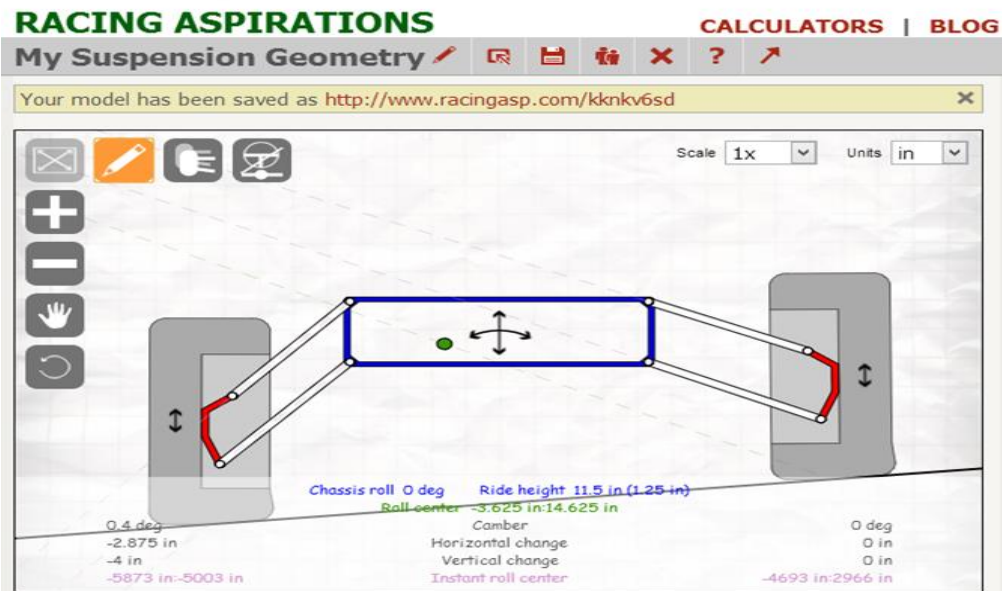 RACING ASPIRATIONS
CALCULATORS | BLOG
My Suspension Geometry ?
Your model has been saved as http://www.racingasp.com/kknkv6sd
Scale 1x Units in
Chassis roll 0 deg Ride height 11.5 in (1.25 in)
Roll center -3.625 in:14.625 in
0.4 deg Camber 0 deg
-2.875 in Horizontal change 0 in
-4 in Vertical change 0 in
-5873 in:-5003 in Instant roll center -4693 in:2966 in